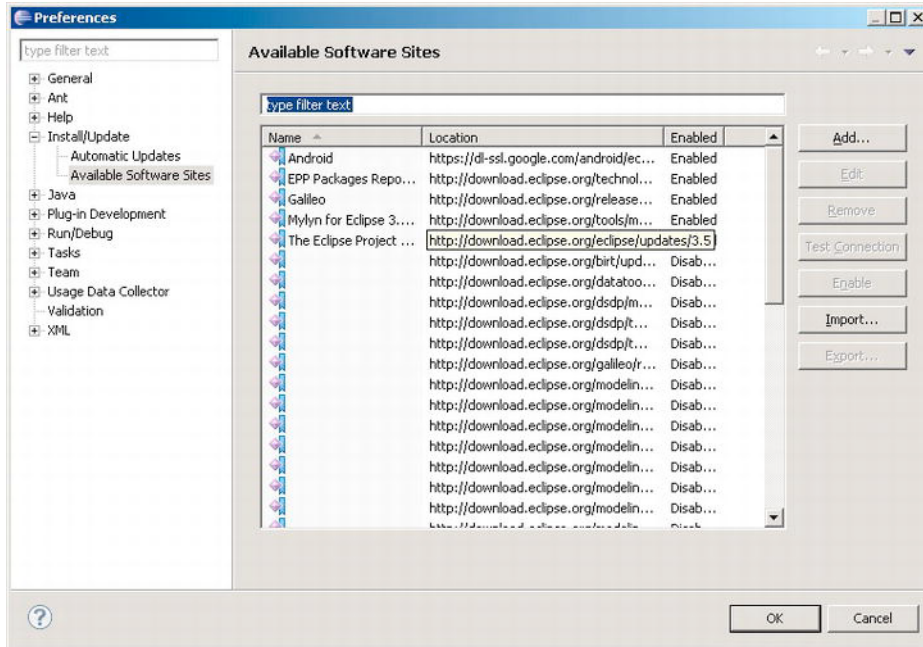 Preferences
type filter text
General
Ant
Help
Install/Update
Automatic Updates
Available Software Sites
Java
Plug-in Development
Run/Debug
Tasks
Team
Usage Data Collector
Validation
XML
Available Software Sites
type filter text
Name Location Enabled
Android https://dl-ssl.google.com/android/ec... Enabled
EPP Packages Repo... http://download.eclipse.org/technol... Enabled
Galileo http://download.eclipse.org/release... Enabled
Mylyn for Eclipse 3.... http://download.eclipse.org/tools/m... Enabled
The Eclipse Project ... http://download.eclipse.org/eclipse/updates/3.5
http://download.eclipse.org/birt/upd... Disab...
http://download.eclipse.org/datatoo... Disab...
http://download.eclipse.org/dsdp/m... Disab...
http://download.eclipse.org/dsdp/t... Disab...
http://download.eclipse.org/dsdp/t... Disab...
http://download.eclipse.org/galileo/r... Disab...
http://download.eclipse.org/modelin... Disab...
http://download.eclipse.org/modelin... Disab...
http://download.eclipse.org/modelin... Disab...
http://download.eclipse.org/modelin... Disab...
http://download.eclipse.org/modelin... Disab...
http://download.eclipse.org/modelin... Disab...
Add...
Edit
Remove
Test Connection
Enable
Import...
Export...
OK
Cancel